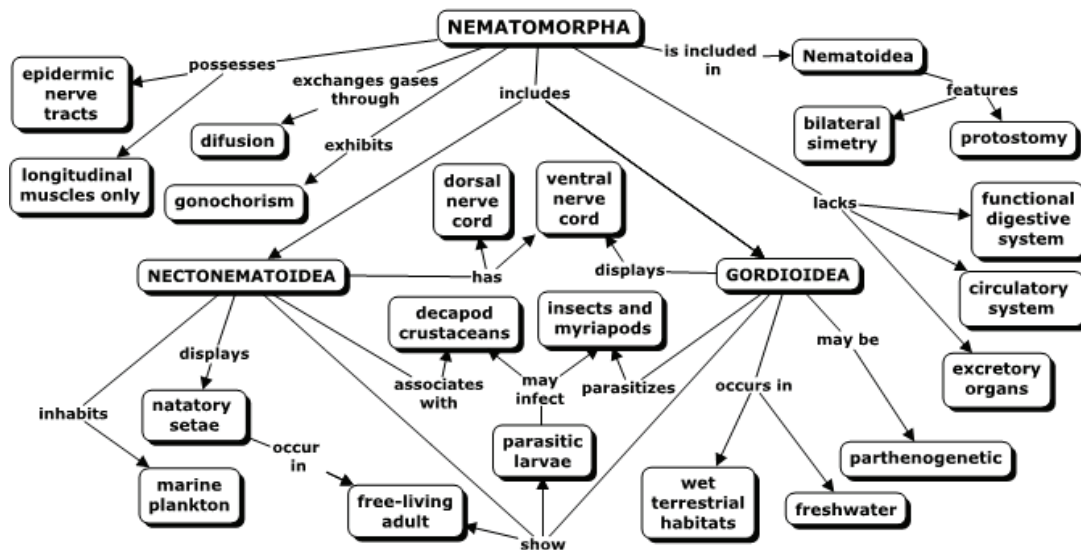 NEMATOMORPHA
possesses
epidermic
nerve
tracts
longitudinal
muscles only
exchanges gases
through
difusion
exhibits
gonochorism
includes
is included
in
Nematoidea
features
bilateral
simetry
protostomy
lacks
functional
digestive
system
circulatory
system
excretory
organs
dorsal
nerve
cord
ventral
nerve
cord
NECTONEMATOIDEA
has
displays
GORDIOIDEA
decapod
crustaceans
insects and
myriapods
displays
inhabits
natatory
setae
associates
with
may
infect
parasitizes
occurs in
may be
occur
in
parasitic
larvae
marine
plankton
free-living
adult
show
wet
terrestrial
habitats
freshwater
parthenogenetic